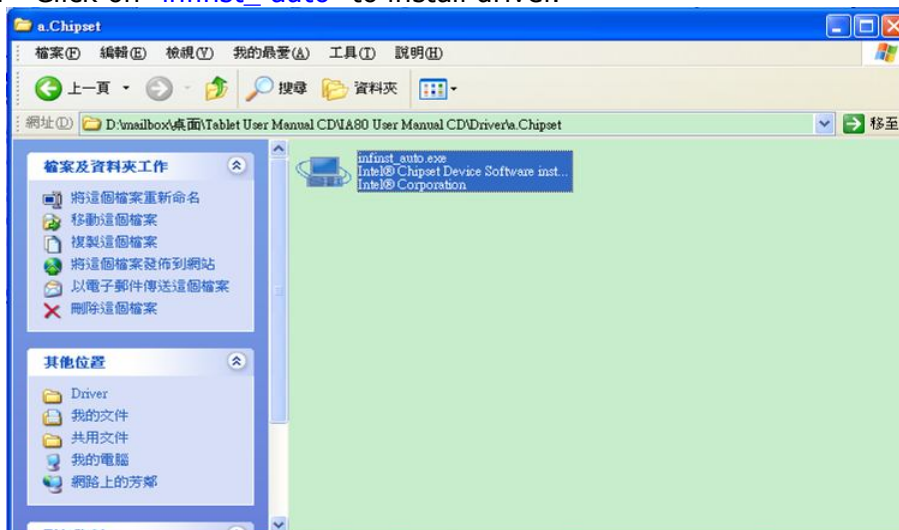 Click on "infinst_ auto" to install driver.
a.Chipset
檔案(F) 編輯(E) 檢視(V) 我的最愛(A) 工具(T) 說明(H)
上一頁 搜尋 資料夾
網址(D) D:\mailbox\桌面\Tablet User Manual CD\IA80 User Manual CD\Driver\a.Chipset 移至
檔案及資料夾工作
將這個檔案重新命名
移動這個檔案
複製這個檔案
將這個檔案發佈到網站
以電子郵件傳送這個檔案
刪除這個檔案
infinst_auto.exe
Intel® Chipset Device Software inst...
Intel® Corporation
其他位置
Driver
我的文件
共用文件
我的電腦
網路上的芳鄰